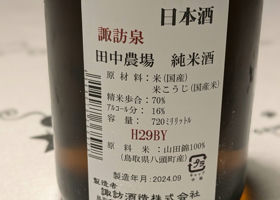 日本酒
諏訪泉
田中農場 純米酒
原材料：米(国産)
米こうじ(国産米)
精米歩合：70%
アルコール分：16%
容量：720ミリリットル
H29BY
原料米：山田錦100%
(鳥取県八頭町産)
製造年月：2024.09
製造者
諏訪酒造株式会社